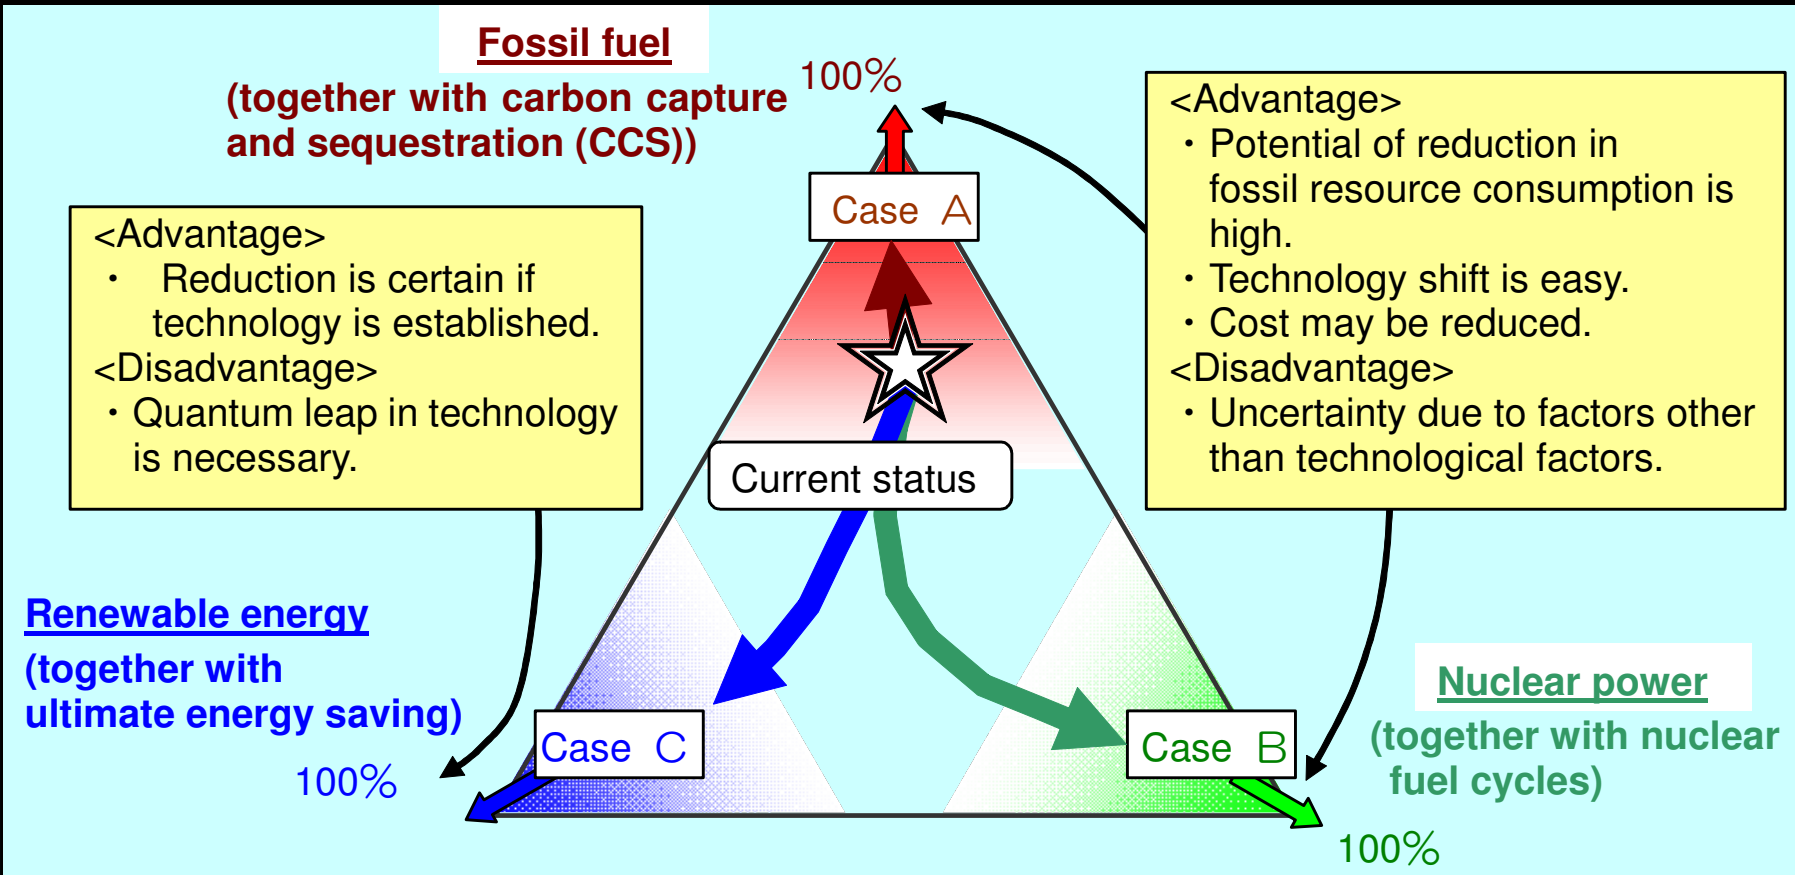 Fossil fuel
(together with carbon capture
and sequestration (CCS))
100%
<Advantage>
・ Potential of reduction in
fossil resource consumption is
high.
・ Technology shift is easy.
・ Cost may be reduced.
<Disadvantage>
・ Uncertainty due to factors other
than technological factors.
Case A
<Advantage>
・ Reduction is certain if
technology is established.
<Disadvantage>
・ Quantum leap in technology
is necessary.
Current status
Renewable energy
(together with
ultimate energy saving)
100%
Case C
Case B
Nuclear power
(together with nuclear
fuel cycles)
100%